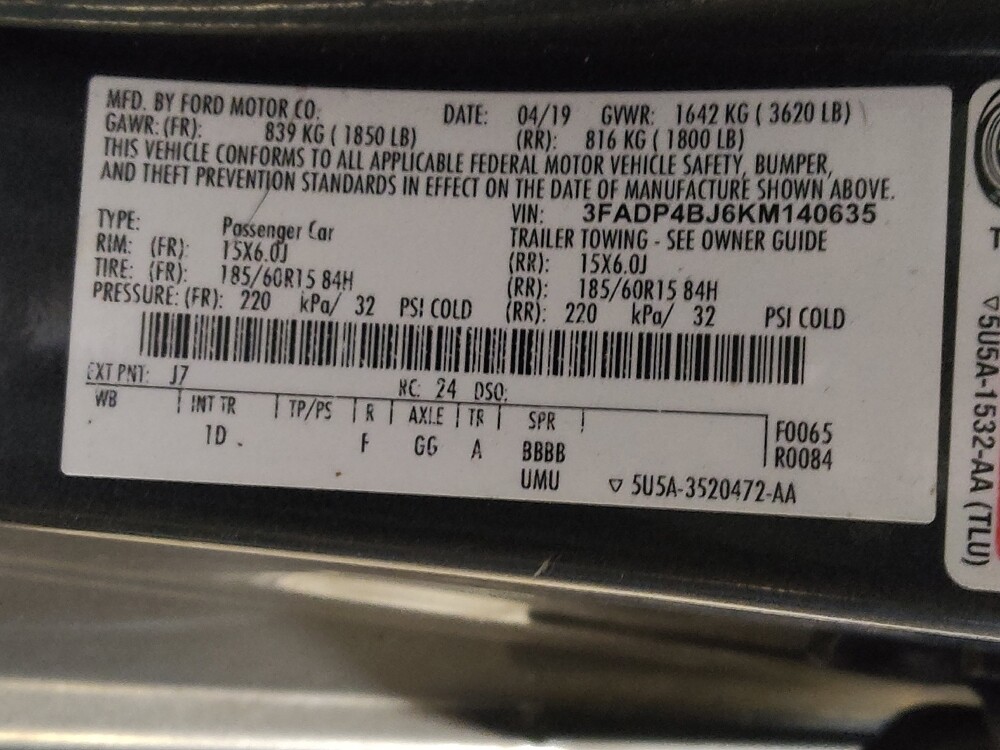 MFD. BY FORD MOTOR CO. DATE: 04/19 GVWR: 1642 KG ( 3620 LB)
GAWR: (FR): 839 KG ( 1850 LB) (RR): 816 KG ( 1800 LB)
THIS VEHICLE CONFORMS TO ALL APPLICABLE FEDERAL MOTOR VEHICLE SAFETY, BUMPER,
AND THEFT PREVENTION STANDARDS IN EFFECT ON THE DATE OF MANUFACTURE SHOWN ABOVE.
VIN: 3FADP4BJ6KM140635
TYPE: Passenger Car TRAILER TOWING - SEE OWNER GUIDE
RIM: (FR): 15X6.0J (RR): 15X6.0J
TIRE: (FR): 185/60R15 84H (RR): 185/60R15 84H
PRESSURE: (FR): 220 kPa/ 32 PSI COLD (RR): 220 kPa/ 32 PSI COLD
EXT PNT: J7 RC: 24 DSO:
WB INT TR TP/PS R AXLE TR SPR
1D F GG A BBBB
UMU
F0065
R0084
▽ 5U5A-3520472-AA
T
▽5U5A-1532-AA (TLU)